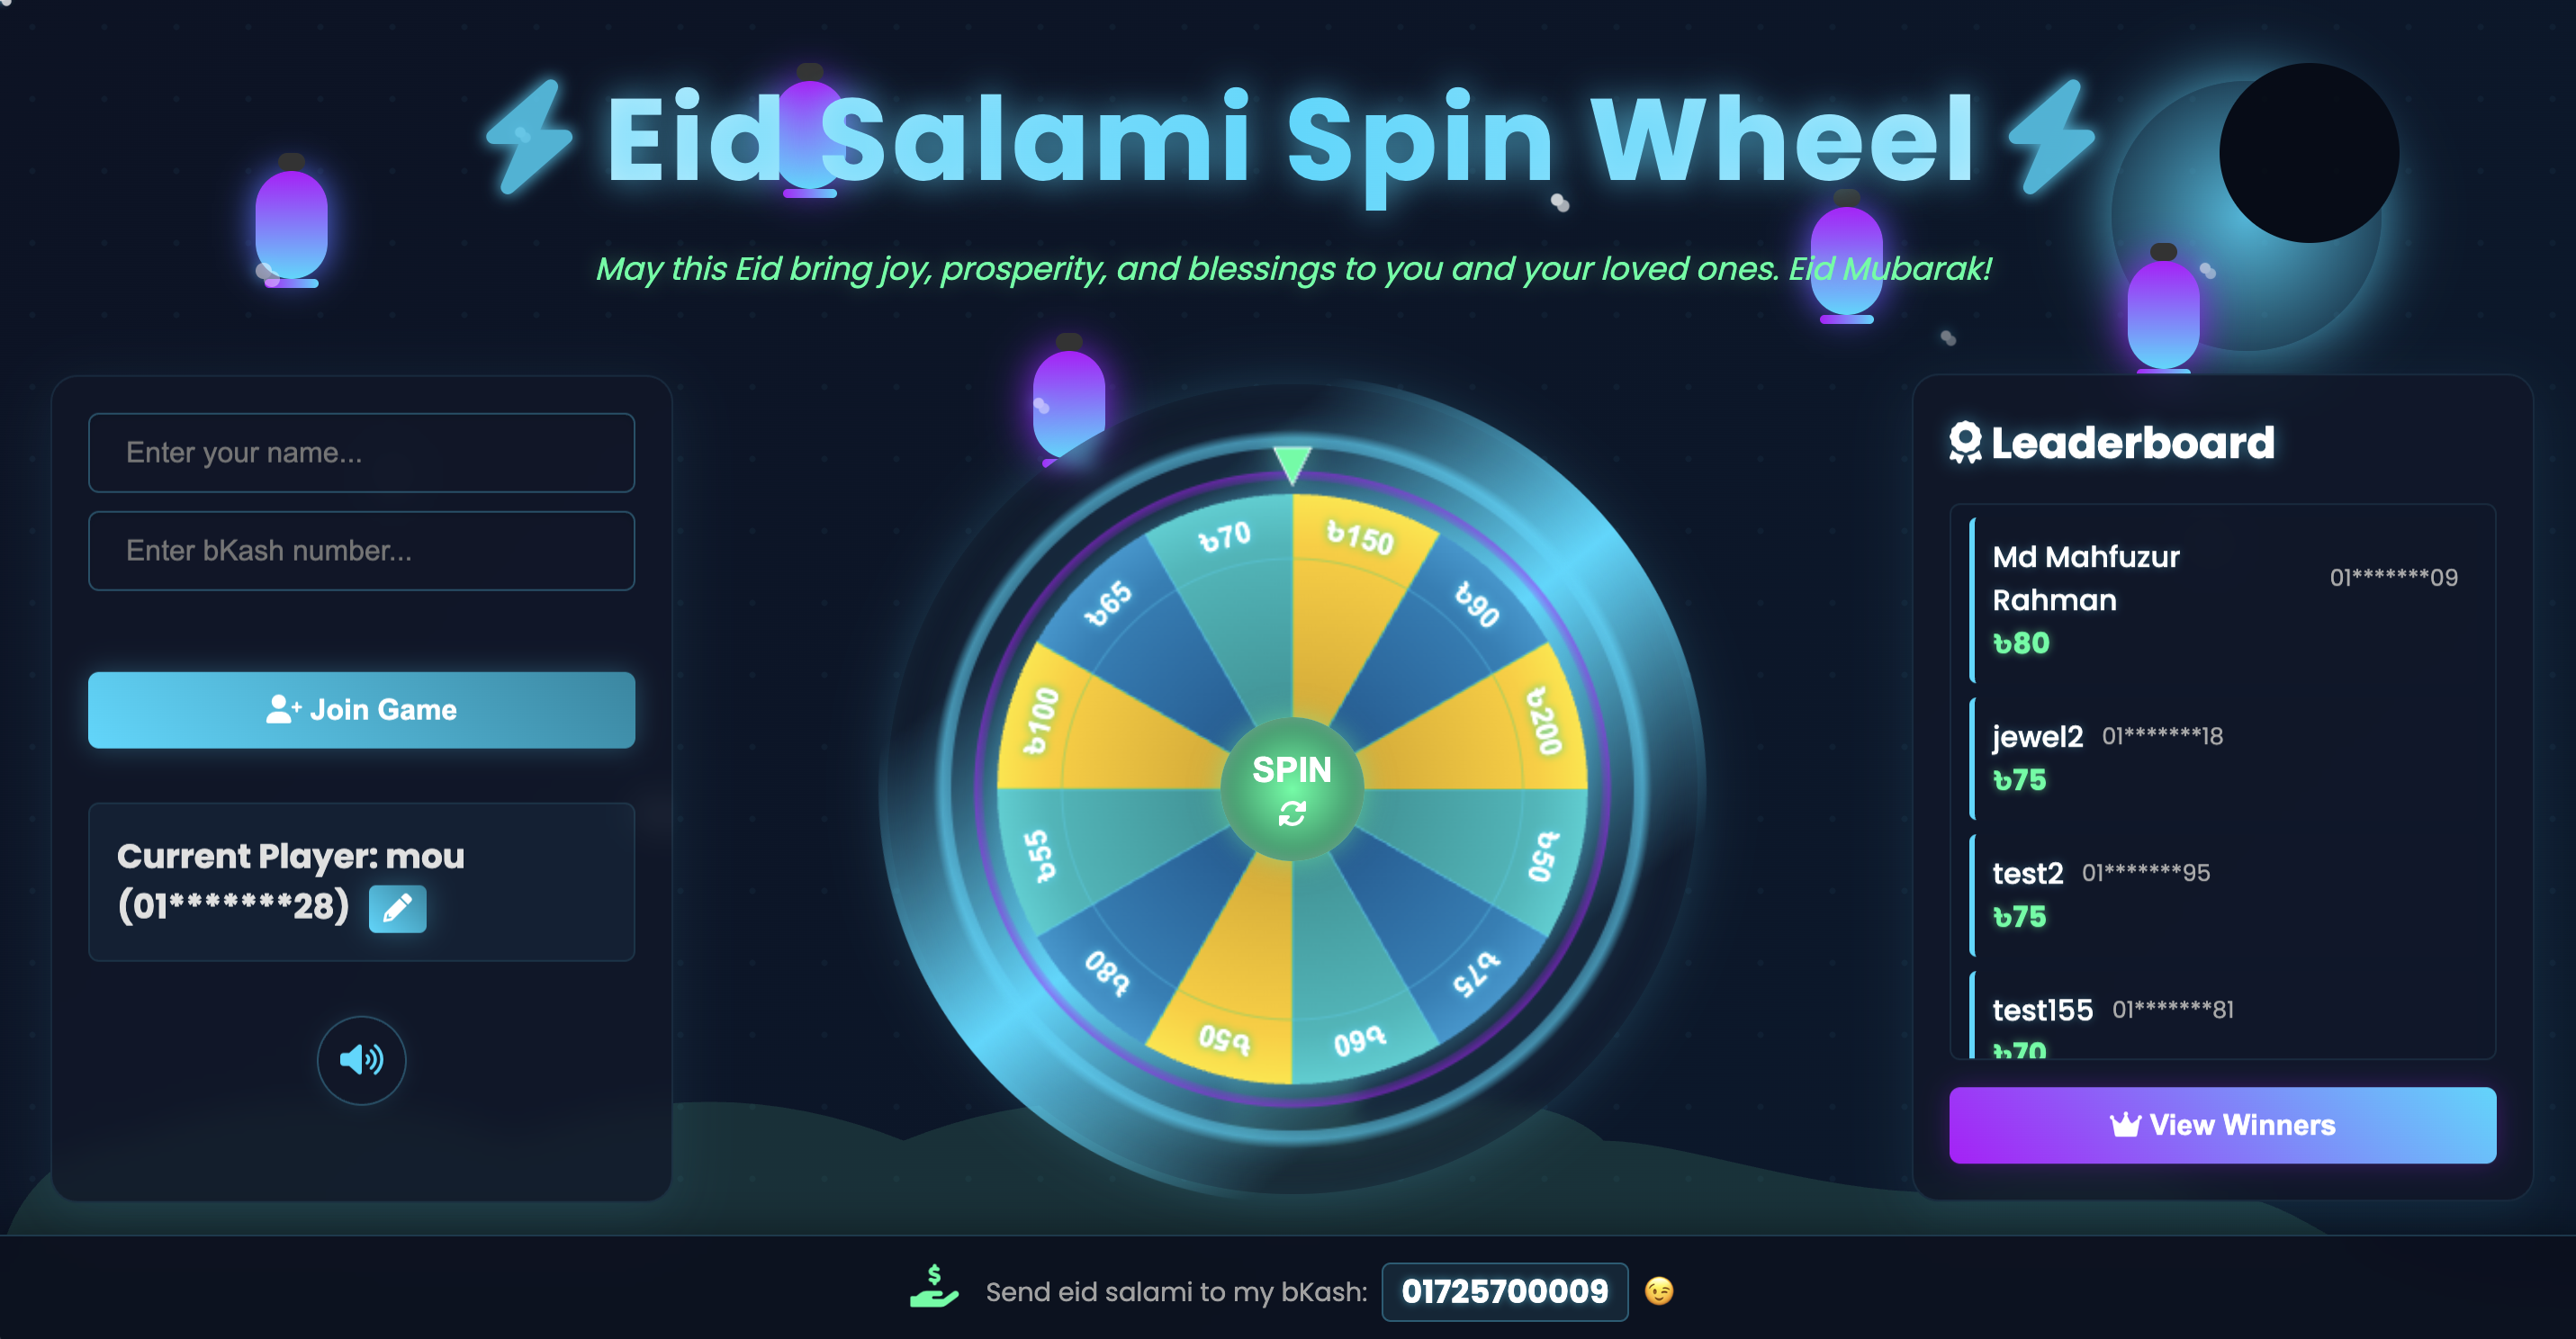 Eid Salami Spin Wheel
May this Eid bring joy, prosperity, and blessings to you and your loved ones. Eid Mubarak!
Enter your name...
Enter bKash number...
Join Game
Current Player: mou
(01*******28)
৳70
৳150
৳90
৳200
৳50
৳75
৳60
৳50
৳80
৳55
৳100
৳65
SPIN
Leaderboard
Md Mahfuzur
Rahman
01*******09
৳80
jewel2 01*******18
৳75
test2 01*******95
৳75
test155 01*******81
৳70
View Winners
Send eid salami to my bKash: 01725700009 😉